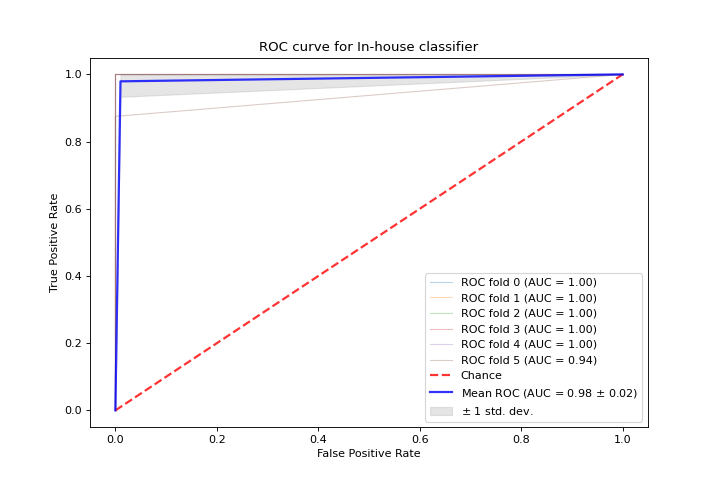 ROC curve for In-house classifier
True Positive Rate
1.0
0.8
0.6
0.4
0.2
0.0
ROC fold 0 (AUC = 1.00)
ROC fold 1 (AUC = 1.00)
ROC fold 2 (AUC = 1.00)
ROC fold 3 (AUC = 1.00)
ROC fold 4 (AUC = 1.00)
ROC fold 5 (AUC = 0.94)
Chance
Mean ROC (AUC = 0.98 ± 0.02)
± 1 std. dev.
0.0 0.2 0.4 0.6 0.8 1.0
False Positive Rate